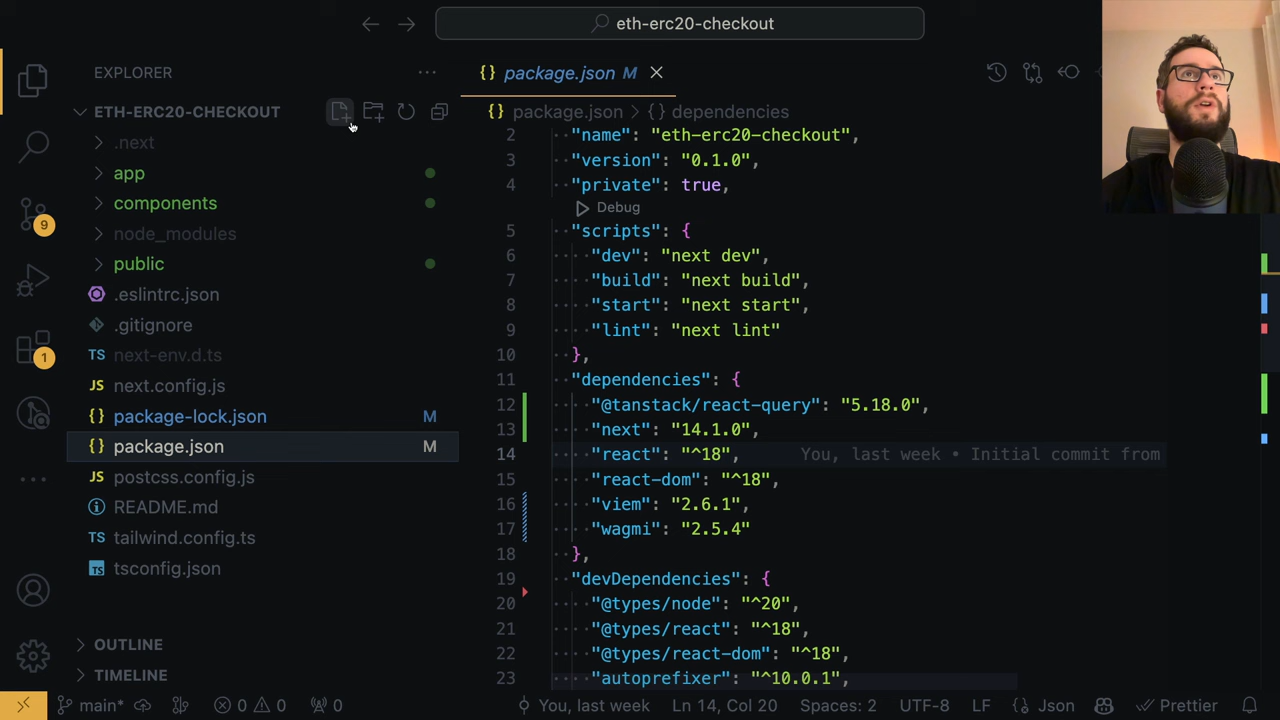 eth-erc20-checkout
EXPLORER
ETH-ERC20-CHECKOUT
.next
app
components
node_modules
public
.eslintrc.json
.gitignore
TS next-env.d.ts
JS next.config.js
{} package-lock.json M
{} package.json M
JS postcss.config.js
README.md
TS tailwind.config.ts
TS tsconfig.json
OUTLINE
TIMELINE
9
1
{} package.json M
{} package.json > {} dependencies
2 "name": "eth-erc20-checkout",
3 "version": "0.1.0",
4 "private": true,
Debug
5 "scripts": {
6 "dev": "next dev",
7 "build": "next build",
8 "start": "next start",
9 "lint": "next lint"
10 },
11 "dependencies": {
12 "@tanstack/react-query": "5.18.0",
13 "next": "14.1.0",
14 "react": "^18", You, last week • Initial commit from
15 "react-dom": "^18",
16 "viem": "2.6.1",
17 "wagmi": "2.5.4"
18 },
19 "devDependencies": {
20 "@types/node": "^20",
21 "@types/react": "^18",
22 "@types/react-dom": "^18",
23 "autoprefixer": "^10.0.1",
main* 0 0 0 You, last week Ln 14, Col 20 Spaces: 2 UTF-8 LF {} Json Prettier